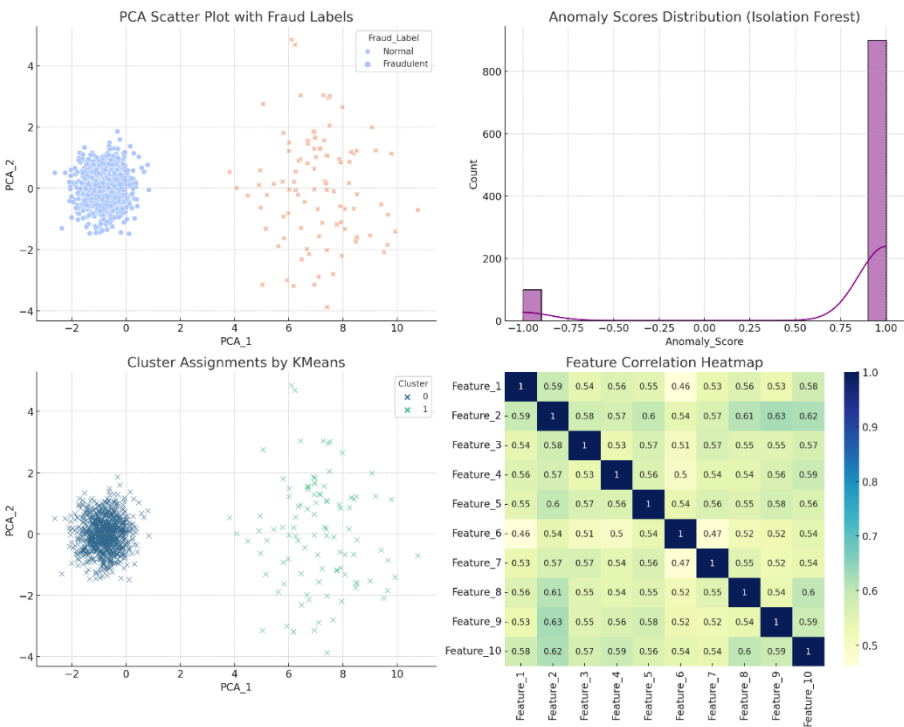 PCA Scatter Plot with Fraud Labels
Fraud_Label
Normal
Fraudulent
4
2
0
−2
−4
PCA_2
−2 0 2 4 6 8 10
PCA_1
Anomaly Scores Distribution (Isolation Forest)
800
600
400
200
0
Count
−1.00 −0.75 −0.50 −0.25 0.00 0.25 0.50 0.75 1.00
Anomaly_Score
Cluster Assignments by KMeans
Cluster
0
1
4
2
0
−2
−4
PCA_2
−2 0 2 4 6 8 10
PCA_1
Feature Correlation Heatmap
Feature_1 1 0.59 0.54 0.56 0.55 0.46 0.53 0.56 0.53 0.58
Feature_2 0.59 1 0.58 0.57 0.6 0.54 0.57 0.61 0.63 0.62
Feature_3 0.54 0.58 1 0.53 0.57 0.51 0.57 0.55 0.55 0.57
Feature_4 0.56 0.57 0.53 1 0.56 0.5 0.54 0.54 0.56 0.59
Feature_5 0.55 0.6 0.57 0.56 1 0.54 0.56 0.55 0.58 0.56
Feature_6 0.46 0.54 0.51 0.5 0.54 1 0.47 0.52 0.52 0.54
Feature_7 0.53 0.57 0.57 0.54 0.56 0.47 1 0.55 0.52 0.54
Feature_8 0.56 0.61 0.55 0.54 0.55 0.52 0.55 1 0.54 0.6
Feature_9 0.53 0.63 0.55 0.56 0.58 0.52 0.52 0.54 1 0.59
Feature_10 0.58 0.62 0.57 0.59 0.56 0.54 0.54 0.6 0.59 1
Feature_1 Feature_2 Feature_3 Feature_4 Feature_5 Feature_6 Feature_7 Feature_8 Feature_9 Feature_10
1.0
0.9
0.8
0.7
0.6
0.5